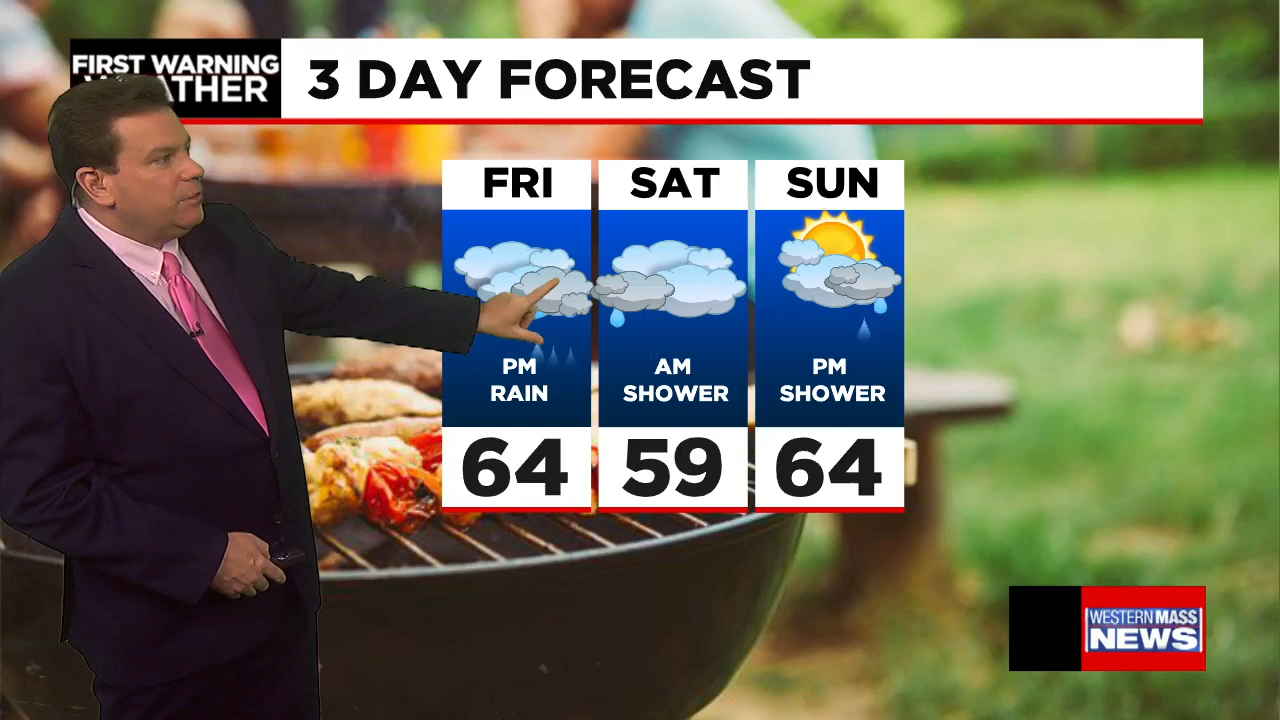 FIRST WARNING
WEATHER
3 DAY FORECAST
FRI
SAT
SUN
PM
RAIN
AM
SHOWER
PM
SHOWER
64
59
64
WESTERN MASS
NEWS